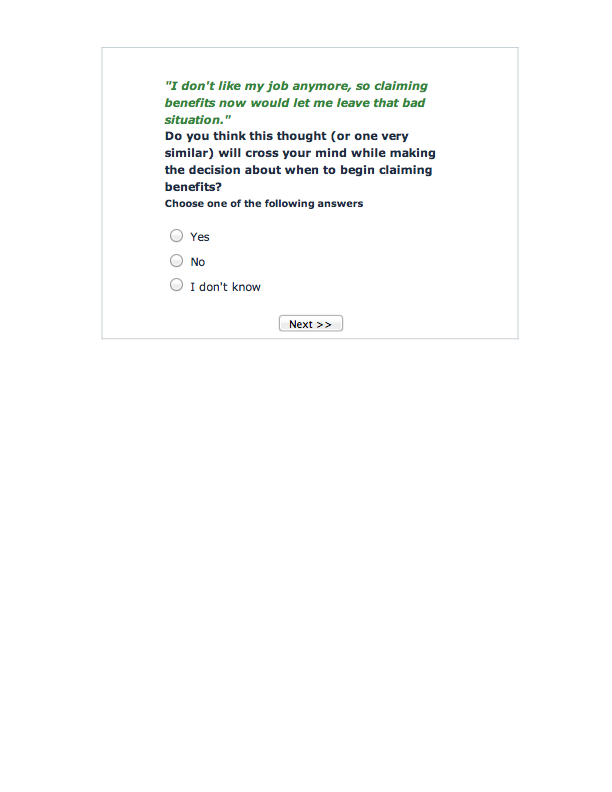 "I don't like my job anymore, so claiming
benefits now would let me leave that bad
situation."
Do you think this thought (or one very
similar) will cross your mind while making
the decision about when to begin claiming
benefits?
Choose one of the following answers
Yes
No
I don't know
Next >>